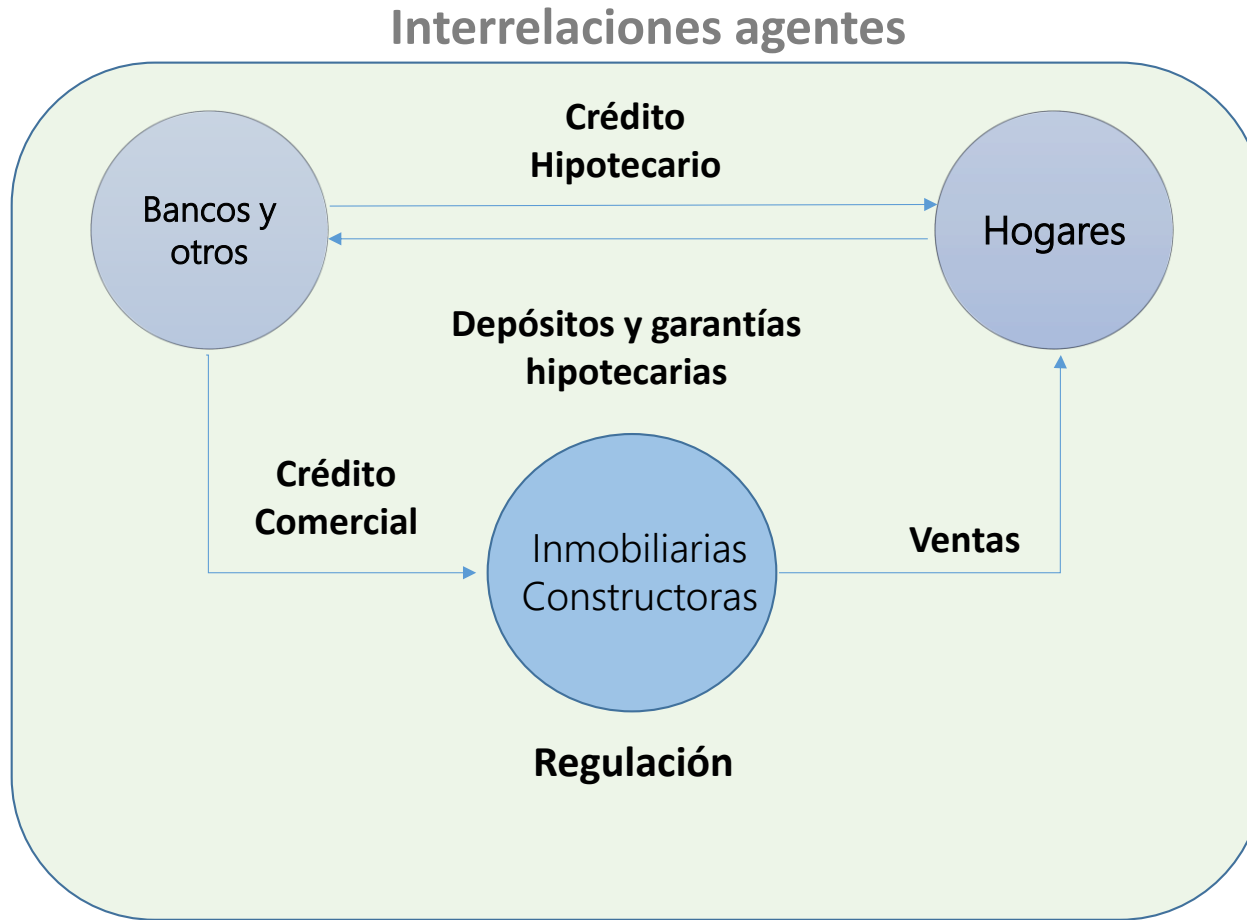 Interrelaciones agentes
Crédito
Hipotecario
Bancos y
otros
Hogares
Depósitos y garantías
hipotecarias
Crédito
Comercial
Inmobiliarias
Constructoras
Ventas
Regulación